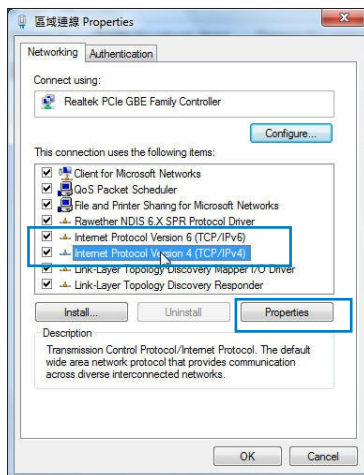 區域連線 Properties
Networking
Authentication
Connect using:
Realtek PCIe GBE Family Controller
Configure...
This connection uses the following items:
Client for Microsoft Networks
QoS Packet Scheduler
File and Printer Sharing for Microsoft Networks
Rawether NDIS 6.X SPR Protocol Driver
Internet Protocol Version 6 (TCP/IPv6)
Internet Protocol Version 4 (TCP/IPv4)
Link-Layer Topology Discovery Mapper I/O Driver
Link-Layer Topology Discovery Responder
Install...
Uninstall
Properties
Description
Transmission Control Protocol/Internet Protocol. The default
wide area network protocol that provides communication
across diverse interconnected networks.
OK
Cancel